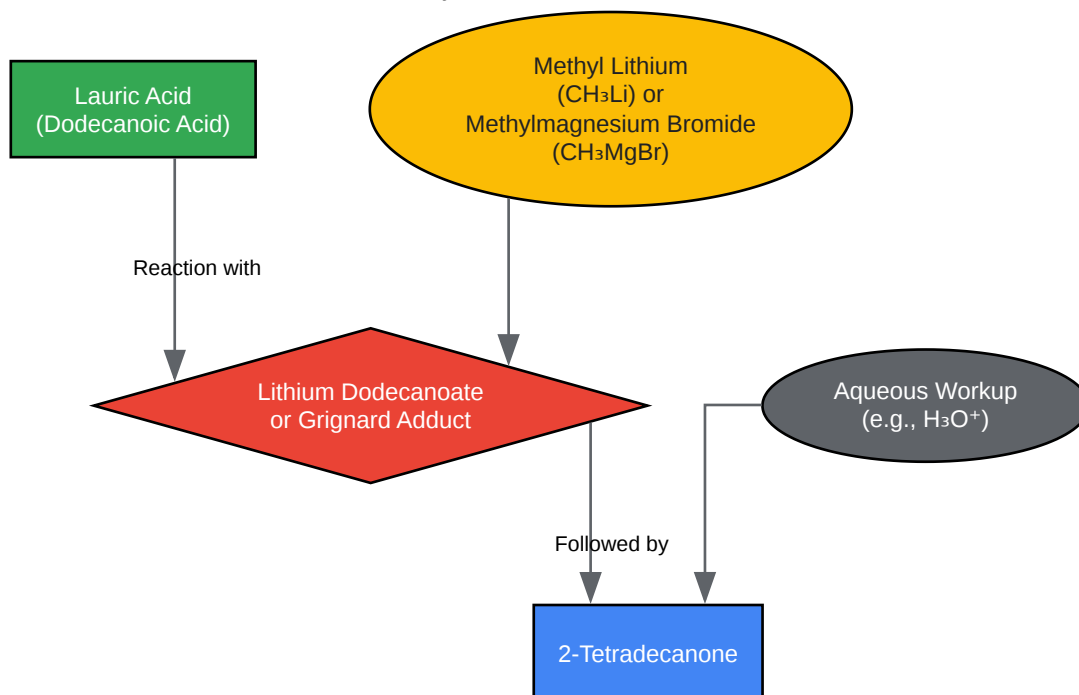 Lauric Acid
(Dodecanoic Acid)
Methyl Lithium
(CH₃Li) or
Methylmagnesium Bromide
(CH₃MgBr)
Reaction with
Lithium Dodecanoate
or Grignard Adduct
Aqueous Workup
(e.g., H₃O⁺)
Followed by
2-Tetradecanone